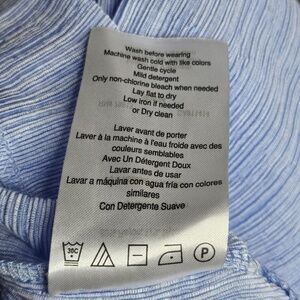 Wash before wearing
Machine wash cold with like colors
Gentle cycle
Mild detergent
Only non-chlorine bleach when needed
Lay flat to dry
Low iron if needed
or Dry clean
Laver avant de porter
Laver à la machine à l'eau froide avec des
couleurs semblables
Avec Un Détergent Doux
Lavar antes de usar
Lavar a máquina con agua fría con colores
similares
Con Detergente Suave
30C
P